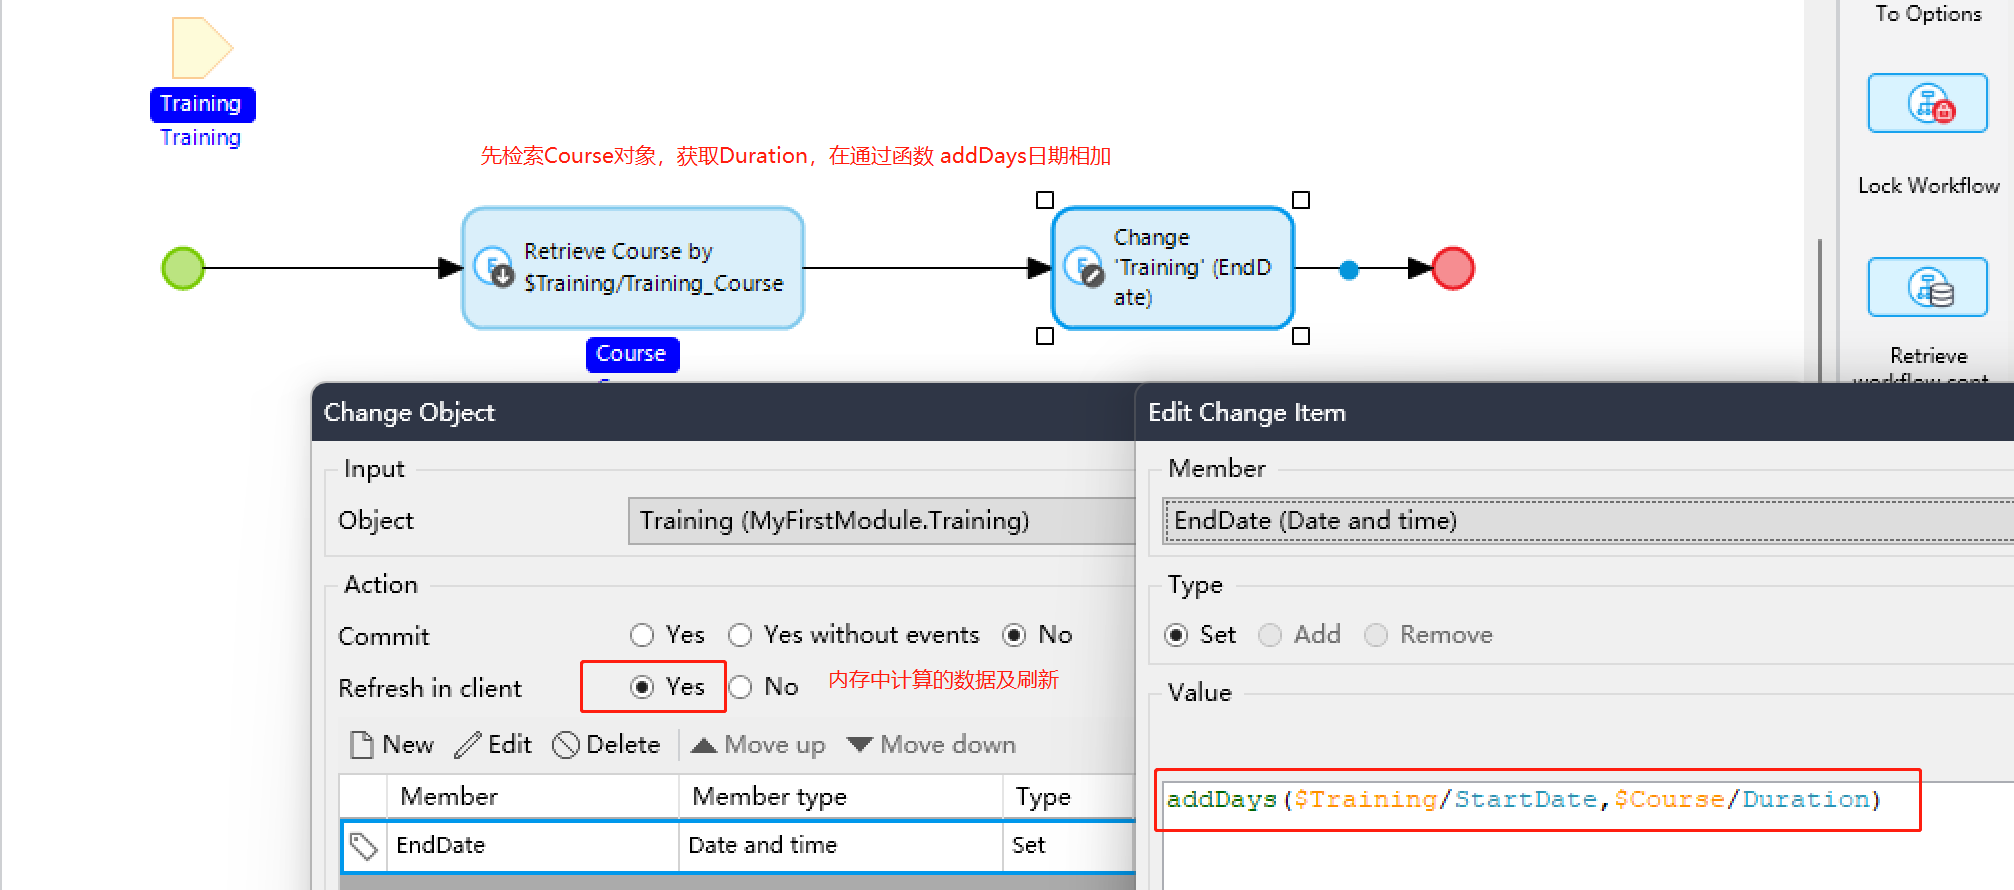 To Options
Training
Training
先检索Course对象，获取Duration，在通过函数 addDays日期相加
Lock Workflow
Retrieve Course by
$Training/Training_Course
Change
'Training' (EndD
ate)
Course
Retrieve
Change Object
Edit Change Item
Input
Object
Training (MyFirstModule.Training)
Member
EndDate (Date and time)
Action
Commit
Yes
Yes without events
No
Refresh in client
Yes
No
内存中计算的数据及刷新
Type
Set
Add
Remove
Value
New
Edit
Delete
Move up
Move down
Member
Member type
Type
EndDate
Date and time
Set
addDays($Training/StartDate,$Course/Duration)